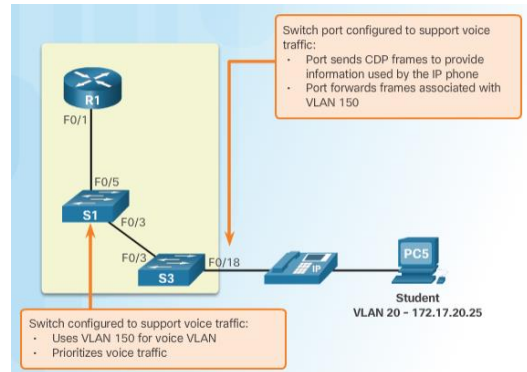 Switch port configured to support voice
traffic:
• Port sends CDP frames to provide
information used by the IP phone
• Port forwards frames associated with
VLAN 150
R1
F0/1
F0/5
S1
F0/3
F0/3
S3
F0/18
IP
PC5
Student
VLAN 20 - 172.17.20.25
Switch configured to support voice traffic:
• Uses VLAN 150 for voice VLAN
• Prioritizes voice traffic